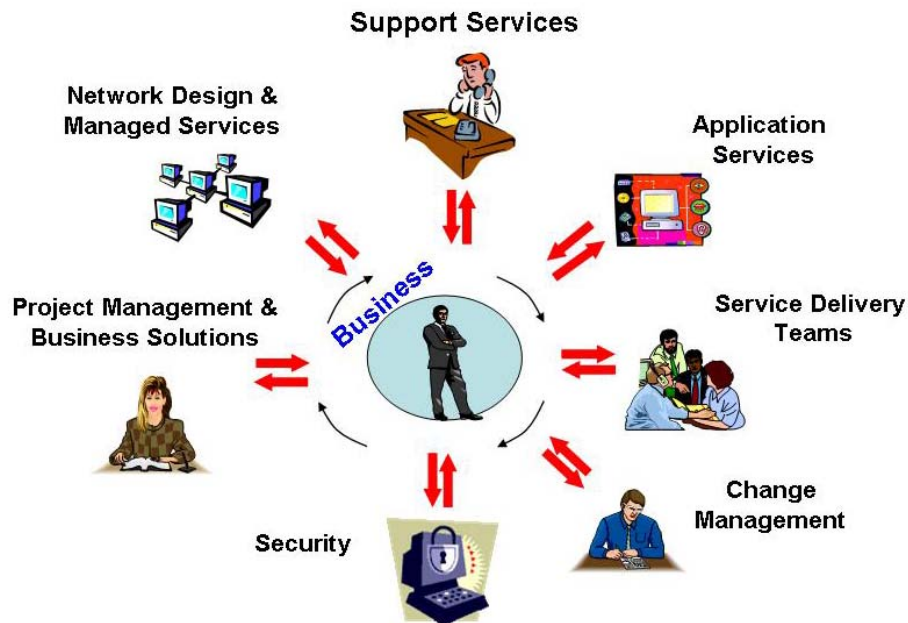 Support Services
Network Design &
Managed Services
Application
Services
Business
Project Management &
Business Solutions
Service Delivery
Teams
Change
Management
Security